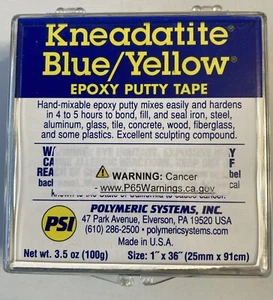 Kneadatite®
Blue/Yellow®
EPOXY PUTTY TAPE
Hand-mixable epoxy putty mixes easily and hardens
in 4 to 5 hours to bond, fill, and seal iron, steel,
aluminum, glass, tile, concrete, wood, fiberglass,
and some plastics. Excellent sculpting compound.
⚠ WARNING: Cancer
- www.P65Warnings.ca.gov
PSI
POLYMERIC SYSTEMS, INC.
47 Park Avenue, Elverson, PA 19520 USA
(610) 286-2500 • polymericsystems.com
Made in U.S.A.
Net wt. 3.5 oz (100g)
Size: 1" x 36" (25mm x 91cm)